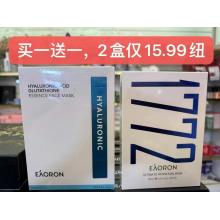 买一送一，2盒仅15.99纽
HYALURONIC ACID
GLUTATHIONE
ESSENCE FACE MASK
HYALURONIC
EAORON
1772
EAORON